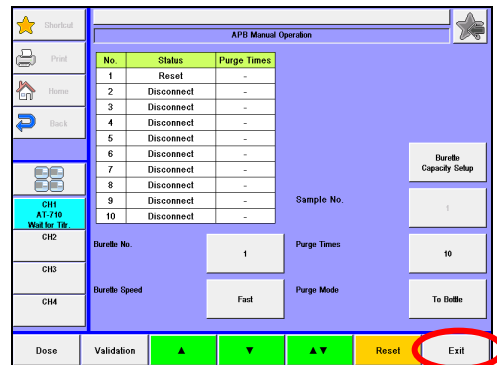 Shortcut
APB Manual Operation
Print
Home
Back
No. Status Purge Times
1 Reset -
2 Disconnect -
3 Disconnect -
4 Disconnect -
5 Disconnect -
6 Disconnect -
7 Disconnect -
8 Disconnect -
9 Disconnect -
10 Disconnect -
Burette
Capacity Setup
CH1
AT-710
Wait for Titr.
CH2
CH3
CH4
Sample No.
1
Burette No.
1
Purge Times
10
Burette Speed
Fast
Purge Mode
To Bottle
Dose
Validation
▲
▼
▲▼
Reset
Exit